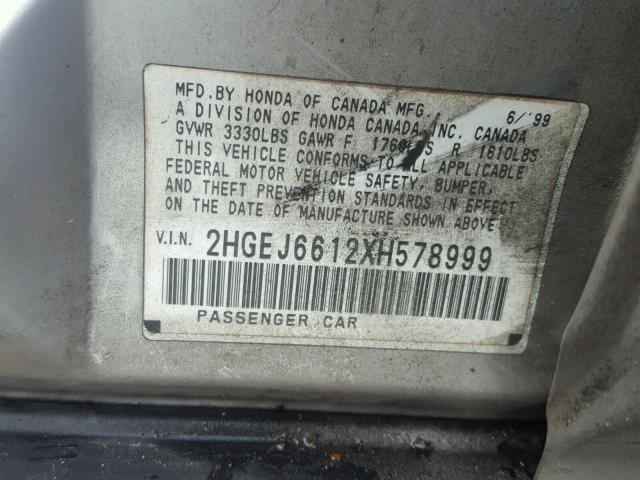 MFD. BY HONDA OF CANADA MFG., 6/'99
A DIVISION OF HONDA CANADA INC. CANADA
GVWR 3330LBS GAWR F. R 1610LBS
THIS VEHICLE CONFORMS TO ALL APPLICABLE
FEDERAL MOTOR VEHICLE SAFETY, BUMPER,
AND THEFT PREVENTION STANDARDS IN EFFECT
ON THE DATE OF MANUFACTURE SHOWN ABOVE
V.I.N. 2HGEJ6612XH578999
PASSENGER CAR